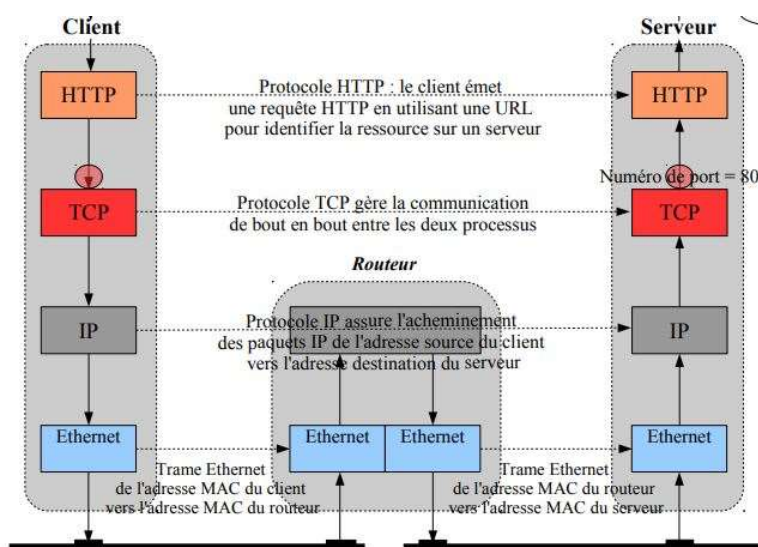 Client
Serveur
HTTP
Protocole HTTP : le client émet
une requête HTTP en utilisant une URL
pour identifier la ressource sur un serveur
HTTP
Numéro de port = 80
TCP
Protocole TCP gère la communication
de bout en bout entre les deux processus
TCP
Routeur
IP
Protocole IP assure l'acheminement
des paquets IP de l'adresse source du client
vers l'adresse destination du serveur
IP
Ethernet
Ethernet
Ethernet
Ethernet
Trame Ethernet
de l'adresse MAC du client
vers l'adresse MAC du routeur
Trame Ethernet
de l'adresse MAC du routeur
vers l'adresse MAC du serveur